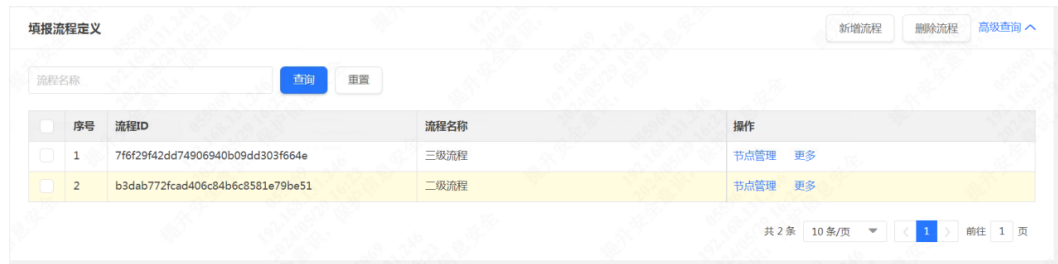 填报流程定义 新增流程 删除流程 高级查询
流程名称 查询 重置
序号 流程ID 流程名称 操作
1 7f6f29f42dd74906940b09dd303f664e 三级流程 节点管理 更多
2 b3dab772fcad406c84b6c8581e79be51 二级流程 节点管理 更多
共 2 条 10 条/页 1 前往 1 页